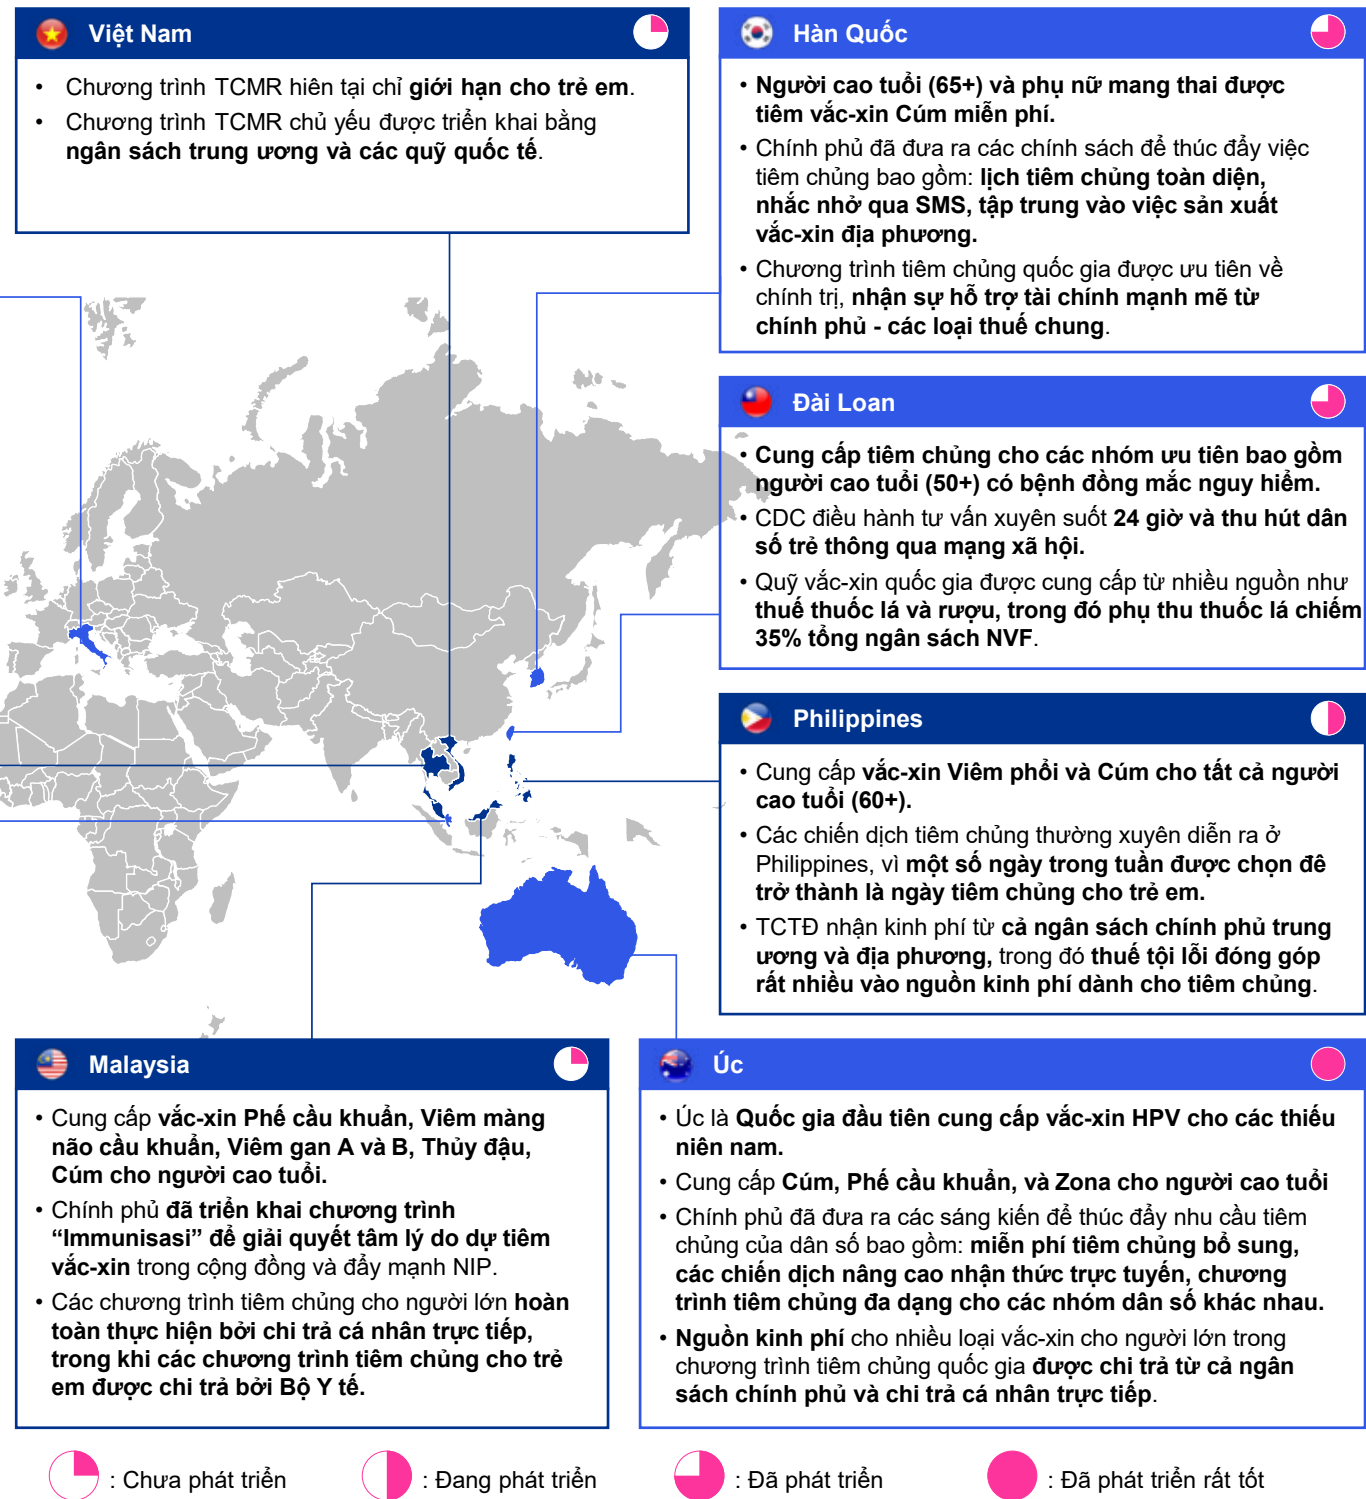 Việt Nam
• Chương trình TCMR hiện tại chỉ giới hạn cho trẻ em.
• Chương trình TCMR chủ yếu được triển khai bằng
ngân sách trung ương và các quỹ quốc tế.
Hàn Quốc
• Người cao tuổi (65+) và phụ nữ mang thai được
tiêm vắc-xin Cúm miễn phí.
• Chính phủ đã đưa ra các chính sách để thúc đẩy việc
tiêm chủng bao gồm: lịch tiêm chủng toàn diện,
nhắc nhở qua SMS, tập trung vào việc sản xuất
vắc-xin địa phương.
• Chương trình tiêm chủng quốc gia được ưu tiên về
chính trị, nhận sự hỗ trợ tài chính mạnh mẽ từ
chính phủ - các loại thuế chung.
Đài Loan
• Cung cấp tiêm chủng cho các nhóm ưu tiên bao gồm
người cao tuổi (50+) có bệnh đồng mắc nguy hiểm.
• CDC điều hành tư vấn xuyên suốt 24 giờ và thu hút dân
số trẻ thông qua mạng xã hội.
• Quỹ vắc-xin quốc gia được cung cấp từ nhiều nguồn như
thuế thuốc lá và rượu, trong đó phụ thu thuốc lá chiếm
35% tổng ngân sách NVF.
Philippines
• Cung cấp vắc-xin Viêm phổi và Cúm cho tất cả người
cao tuổi (60+).
• Các chiến dịch tiêm chủng thường xuyên diễn ra ở
Philippines, vì một số ngày trong tuần được chọn đê
trở thành là ngày tiêm chủng cho trẻ em.
• TCTĐ nhận kinh phí từ cả ngân sách chính phủ trung
ương và địa phương, trong đó thuế tội lỗi đóng góp
rất nhiều vào nguồn kinh phí dành cho tiêm chủng.
Malaysia
• Cung cấp vắc-xin Phế cầu khuẩn, Viêm màng
não cầu khuẩn, Viêm gan A và B, Thủy đậu,
Cúm cho người cao tuổi.
• Chính phủ đã triển khai chương trình
“Immunisasi” để giải quyết tâm lý do dự tiêm
vắc-xin trong cộng đồng và đẩy mạnh NIP.
• Các chương trình tiêm chủng cho người lớn hoàn
toàn thực hiện bởi chi trả cá nhân trực tiếp,
trong khi các chương trình tiêm chủng cho trẻ
em được chi trả bởi Bộ Y tế.
Úc
• Úc là Quốc gia đầu tiên cung cấp vắc-xin HPV cho các thiếu
niên nam.
• Cung cấp Cúm, Phế cầu khuẩn, và Zona cho người cao tuổi
• Chính phủ đã đưa ra các sáng kiến để thúc đẩy nhu cầu tiêm
chủng của dân số bao gồm: miễn phí tiêm chủng bổ sung,
các chiến dịch nâng cao nhận thức trực tuyến, chương
trình tiêm chủng đa dạng cho các nhóm dân số khác nhau.
• Nguồn kinh phí cho nhiều loại vắc-xin cho người lớn trong
chương trình tiêm chủng quốc gia được chi trả từ cả ngân
sách chính phủ và chi trả cá nhân trực tiếp.
: Chưa phát triển
: Đang phát triển
: Đã phát triển
: Đã phát triển rất tốt